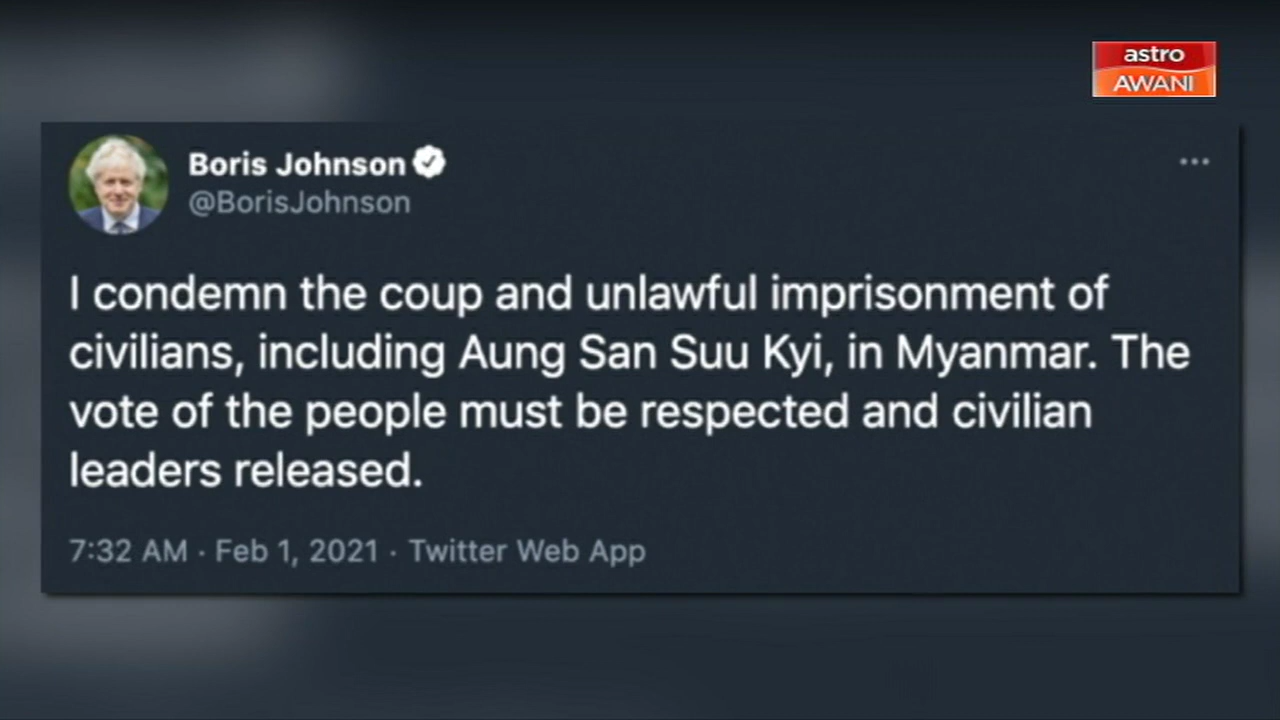 astro
AWANI
Boris Johnson
@BorisJohnson
I condemn the coup and unlawful imprisonment of
civilians, including Aung San Suu Kyi, in Myanmar. The
vote of the people must be respected and civilian
leaders released.
7:32 AM · Feb 1, 2021 · Twitter Web App